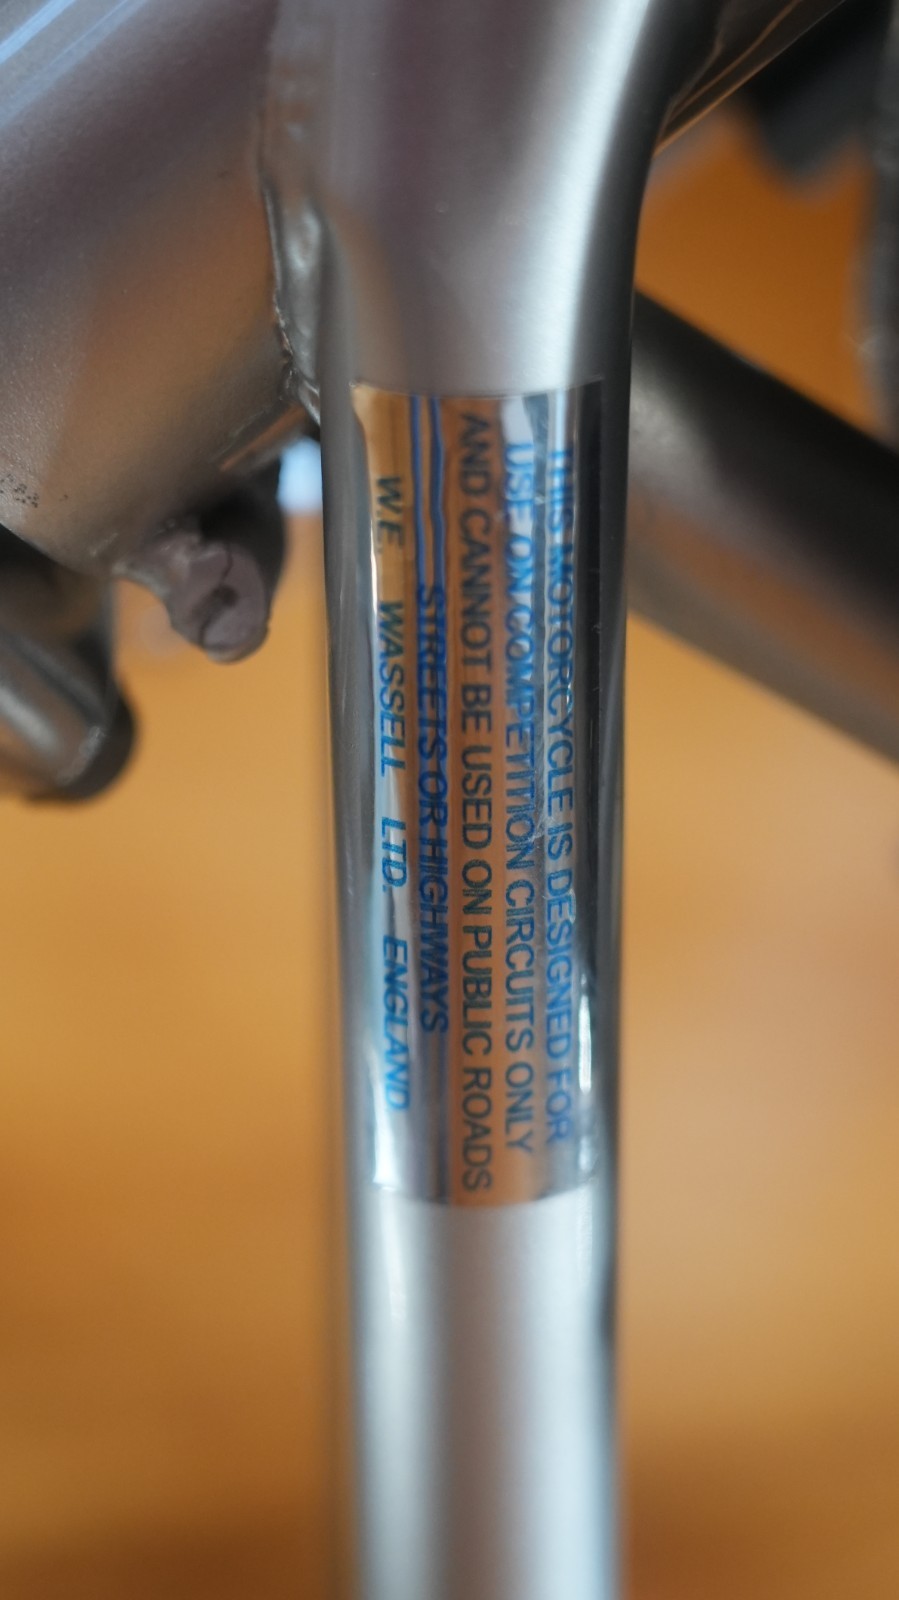 THIS MOTORCYCLE IS DESIGNED FOR
USE ON COMPETITION CIRCUITS ONLY
AND CANNOT BE USED ON PUBLIC ROADS
STREETS OR HIGHWAYS
W.E. WASSELL LTD. ENGLAND